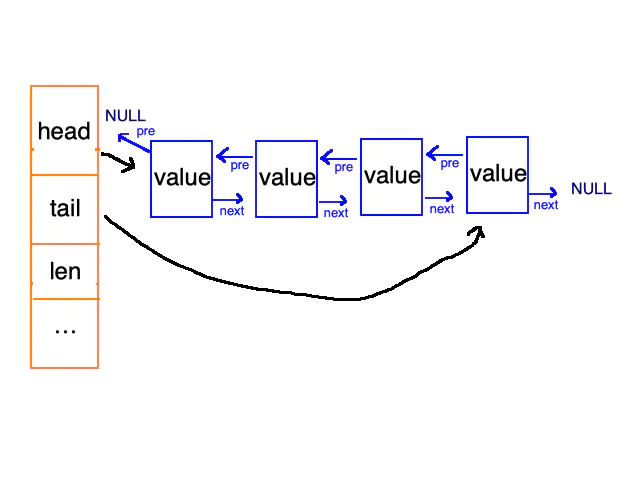 head
tail
len
...
NULL
pre
value
next
pre
value
next
pre
value
next
pre
value
next
NULL